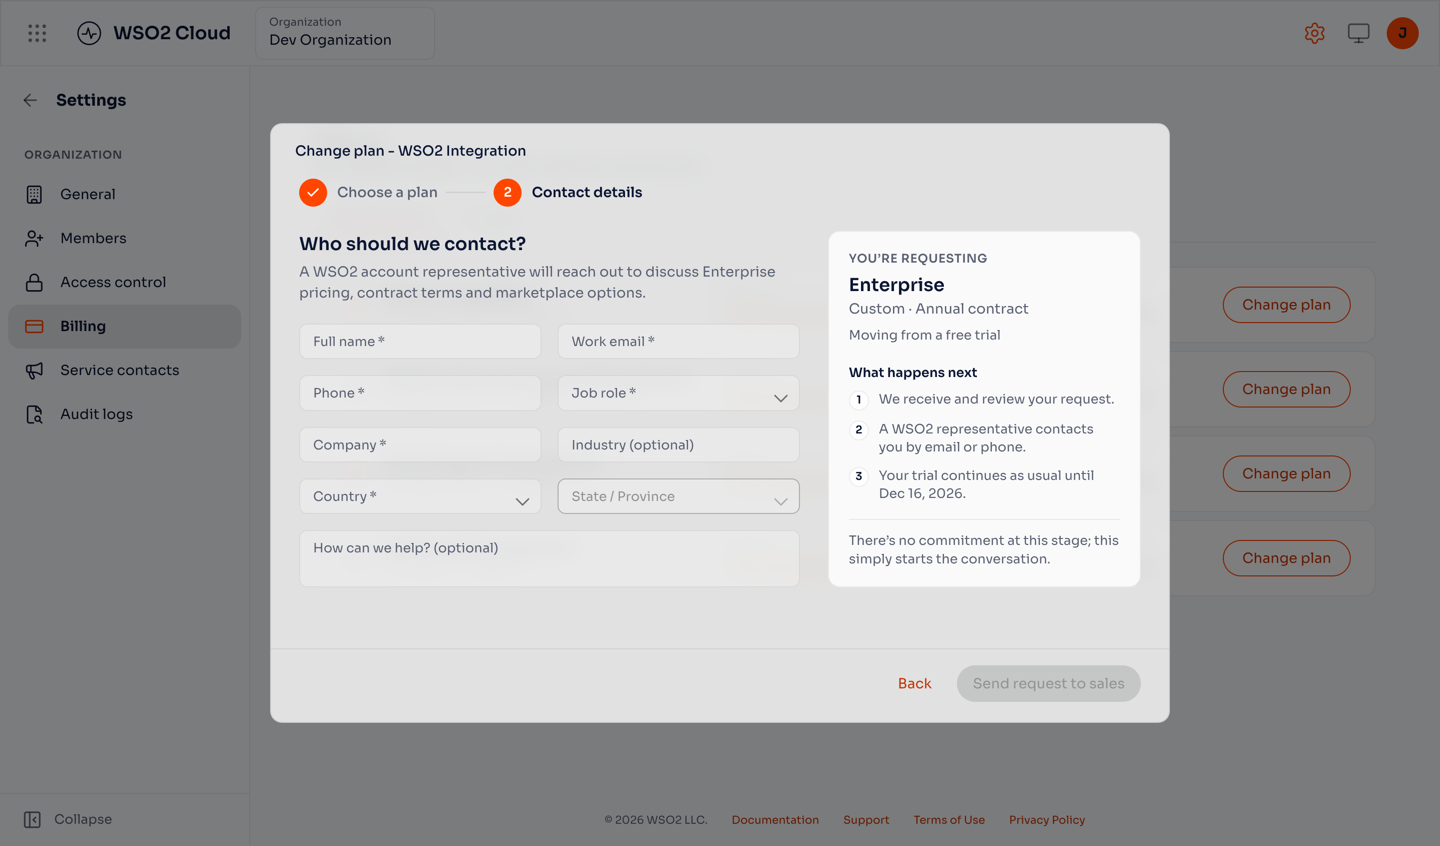 WSO2 Cloud
Organization
Dev Organization
J
Settings
ORGANIZATION
General
Members
Access control
Billing
Service contacts
Audit logs
Collapse
Change plan - WSO2 Integration
Choose a plan
2
Contact details
Who should we contact?
A WSO2 account representative will reach out to discuss Enterprise
pricing, contract terms and marketplace options.
Full name *
Work email *
Phone *
Job role *
Company *
Industry (optional)
Country *
State / Province
How can we help? (optional)
YOU’RE REQUESTING
Enterprise
Custom · Annual contract
Moving from a free trial
What happens next
1 We receive and review your request.
2 A WSO2 representative contacts
you by email or phone.
3 Your trial continues as usual until
Dec 16, 2026.
There’s no commitment at this stage; this
simply starts the conversation.
Back
Send request to sales
Change plan
Change plan
Change plan
Change plan
© 2026 WSO2 LLC.
Documentation
Support
Terms of Use
Privacy Policy